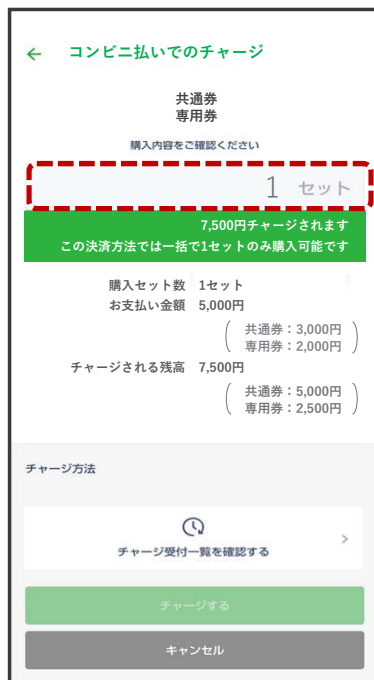 コンビニ払いでのチャージ
共通券
専用券
購入内容をご確認ください
1 セット
7,500円チャージされます
この決済方法では一括で1セットのみ購入可能です
購入セット数 1セット
お支払い金額 5,000円
共通券：3,000円
専用券：2,000円
チャージされる残高 7,500円
共通券：5,000円
専用券：2,500円
チャージ方法
チャージ受付一覧を確認する
チャージする
キャンセル